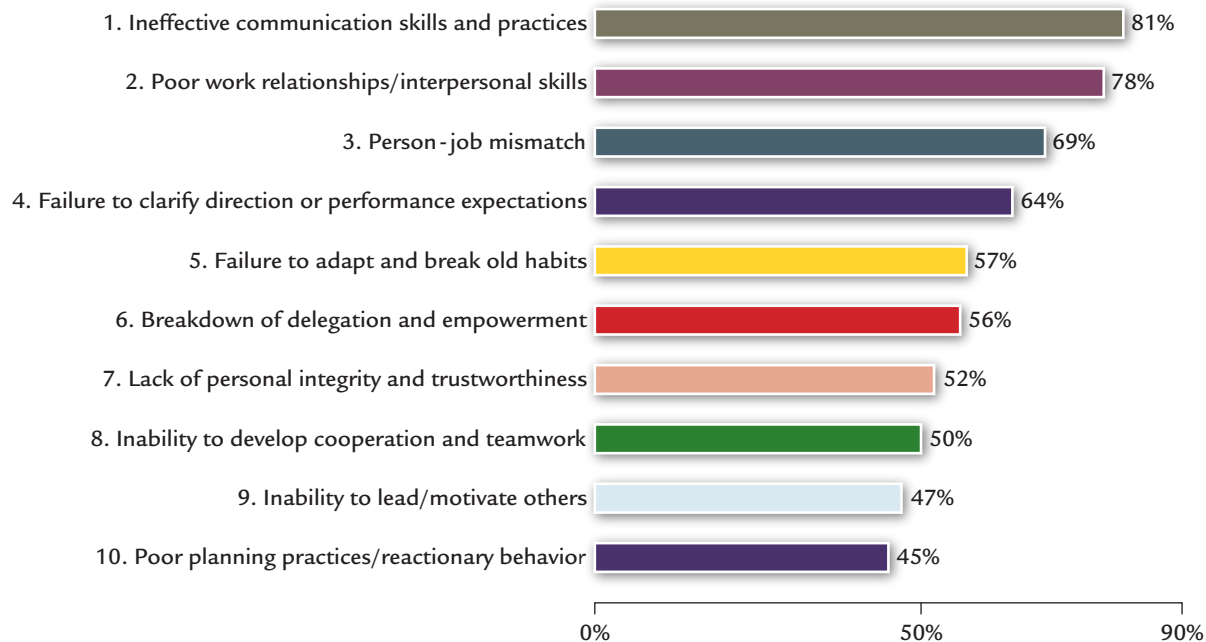 1. Ineffective communication skills and practices 81%
2. Poor work relationships/interpersonal skills 78%
3. Person-job mismatch 69%
4. Failure to clarify direction or performance expectations 64%
5. Failure to adapt and break old habits 57%
6. Breakdown of delegation and empowerment 56%
7. Lack of personal integrity and trustworthiness 52%
8. Inability to develop cooperation and teamwork 50%
9. Inability to lead/motivate others 47%
10. Poor planning practices/reactionary behavior 45%
0% 50% 90%